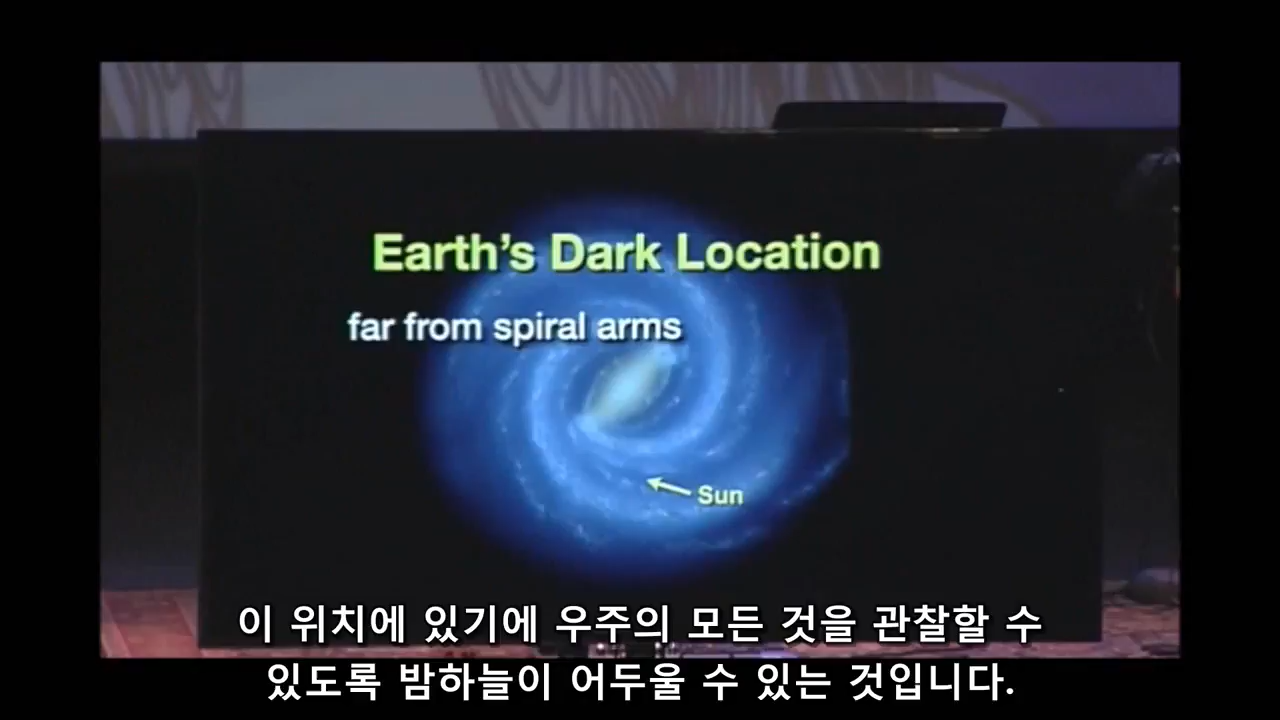 Earth's Dark Location
far from spiral arms
Sun
이 위치에 있기에 우주의 모든 것을 관찰할 수
있도록 밤하늘이 어두울 수 있는 것입니다.